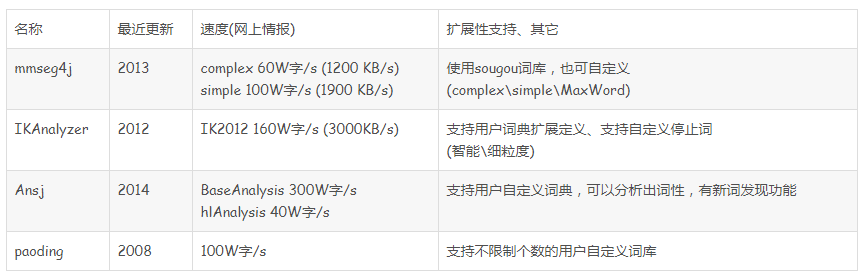 名称 最近更新 速度(网上情报) 扩展性支持、其它
mmseg4j 2013 complex 60W字/s (1200 KB/s) 使用sougou词库，也可自定义
simple 100W字/s (1900 KB/s) (complex\simple\MaxWord)
IKAnalyzer 2012 IK2012 160W字/s (3000KB/s) 支持用户词典扩展定义、支持自定义停止词
(智能\细粒度)
Ansj 2014 BaseAnalysis 300W字/s 支持用户自定义词典，可以分析出词性，有新词发现功能
hlAnalysis 40W字/s
paoding 2008 100W字/s 支持不限制个数的用户自定义词库